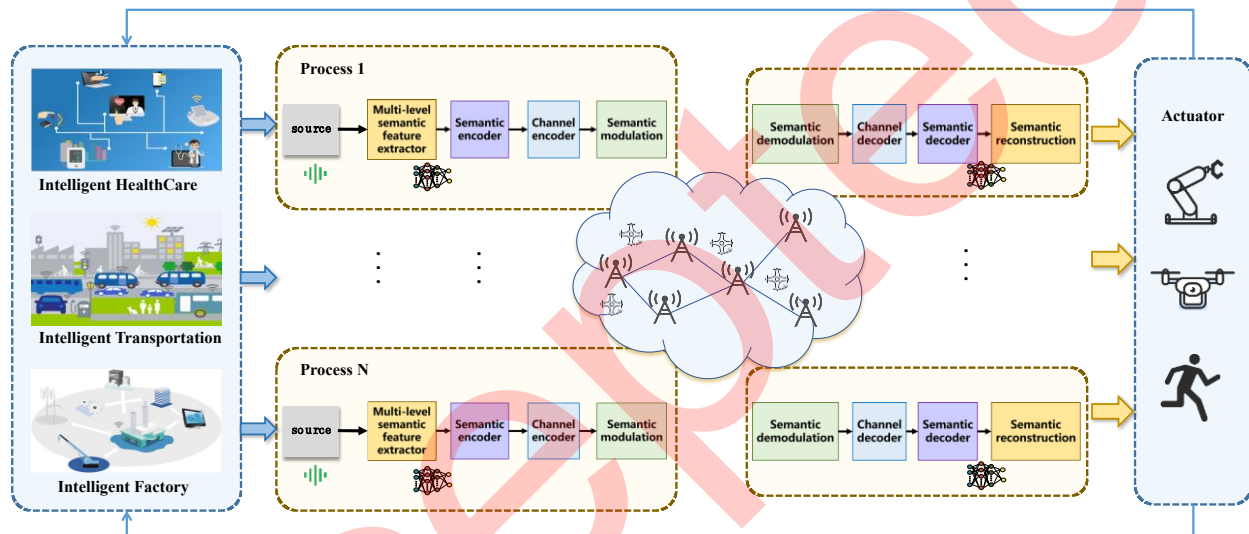 Process 1
source
Multi-level
semantic
feature
extractor
Semantic
encoder
Channel
encoder
Semantic
modulation
Semantic
demodulation
Channel
decoder
Semantic
decoder
Semantic
reconstruction
Actuator
Intelligent HealthCare
Intelligent Transportation
Intelligent Factory
Process N
source
Multi-level
semantic
feature
extractor
Semantic
encoder
Channel
encoder
Semantic
modulation
Semantic
demodulation
Channel
decoder
Semantic
decoder
Semantic
reconstruction